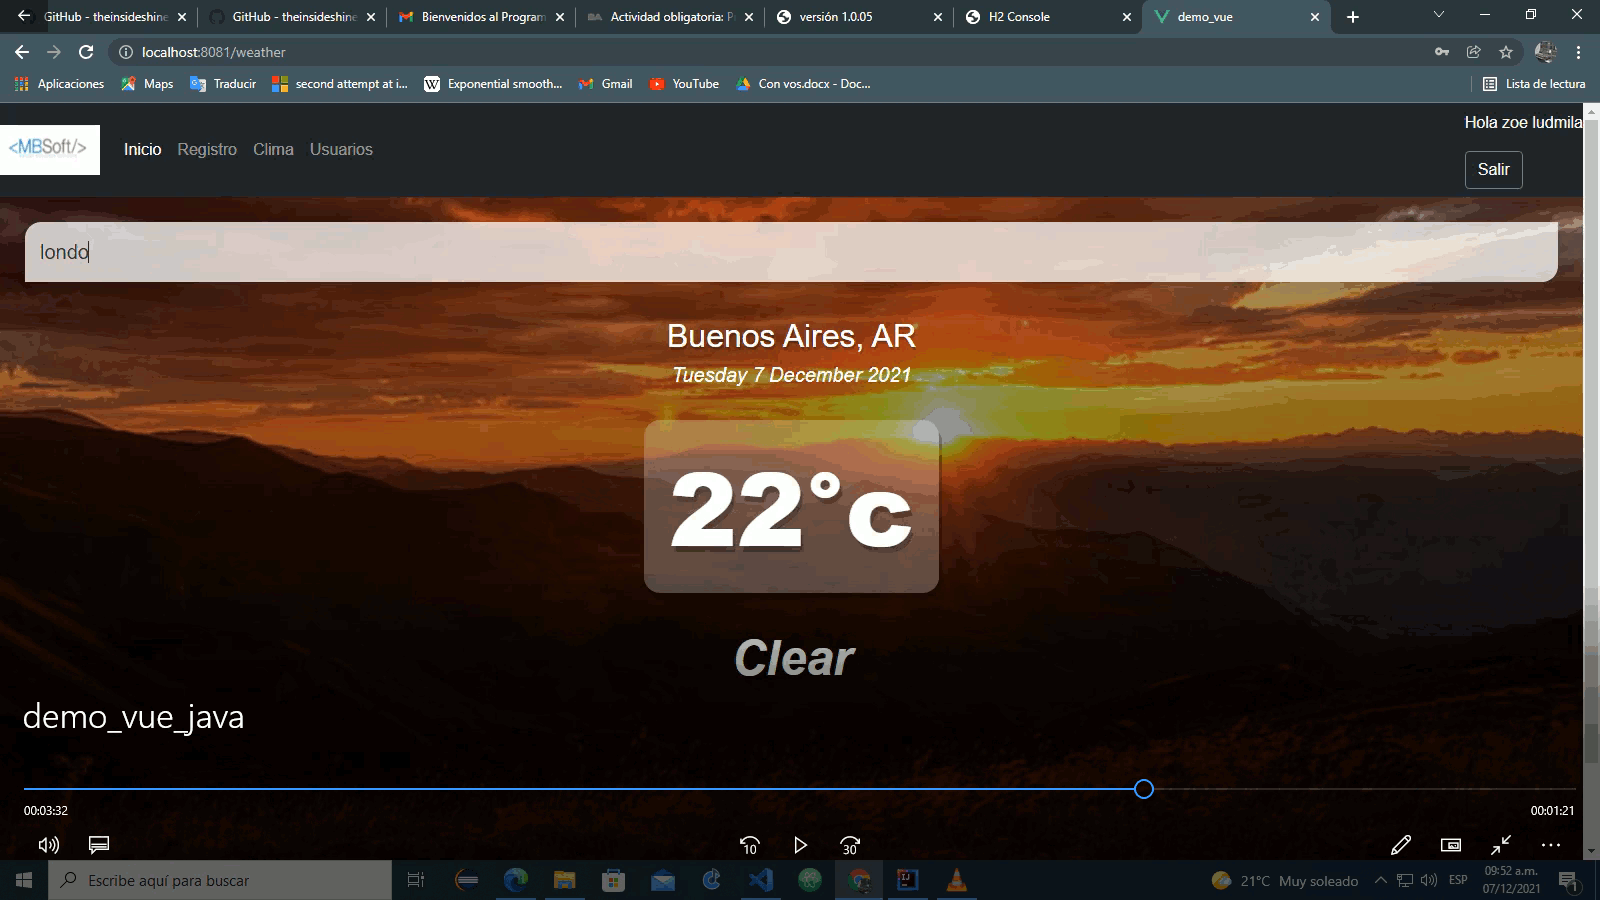 GitHub - theinsideshine
GitHub - theinsideshine
Bienvenidos al Program
Actividad obligatoria: P
versión 1.0.05
H2 Console
demo_vue
localhost:8081/weather
Aplicaciones
Maps
Traducir
second attempt at i...
W
Exponential smooth...
Gmail
YouTube
Con vos.docx - Doc...
Lista de lectura
<MBSoft/>
Inicio
Registro
Clima
Usuarios
Hola zoe ludmila
Salir
londo
Buenos Aires, AR
Tuesday 7 December 2021
22°c
Clear
demo_vue_java
00:03:32
00:01:21
10
30
Escribe aquí para buscar
IJ
21°C Muy soleado
ESP
09:52 a.m.
07/12/2021
1